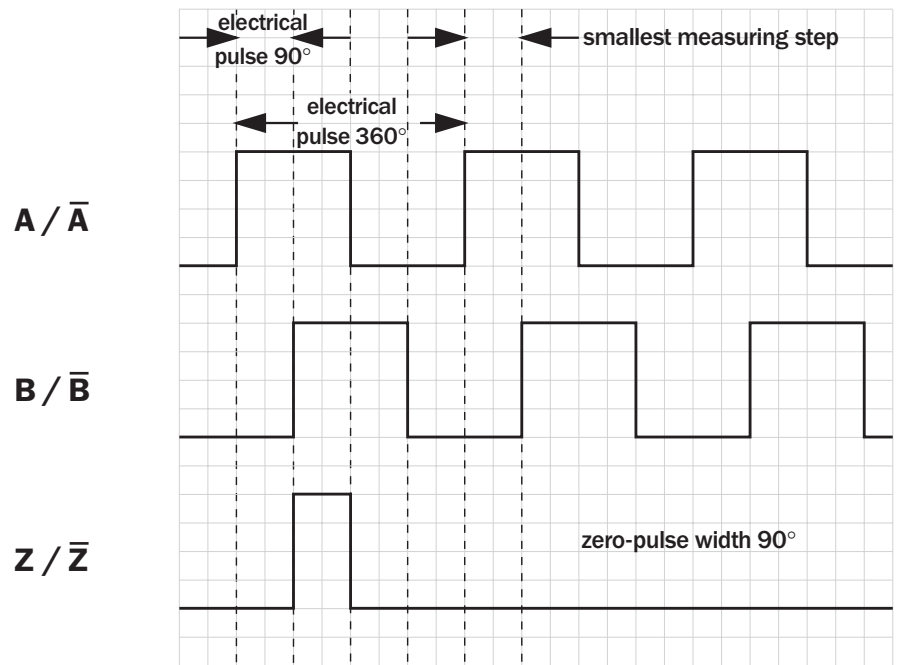 electrical
pulse 90°
smallest measuring step
electrical
pulse 360°
A / A̅
B / B̅
Z / Z̅
zero-pulse width 90°